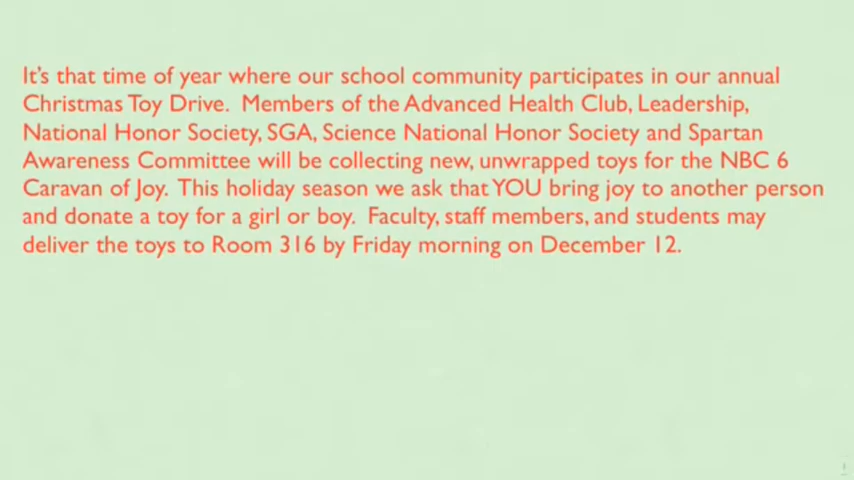 It's that time of year where our school community participates in our annual
Christmas Toy Drive.  Members of the Advanced Health Club, Leadership,
National Honor Society, SGA, Science National Honor Society and Spartan
Awareness Committee will be collecting new, unwrapped toys for the NBC 6
Caravan of Joy.  This holiday season we ask that YOU bring joy to another person
and donate a toy for a girl or boy.  Faculty, staff members, and students may
deliver the toys to Room 316 by Friday morning on December 12.